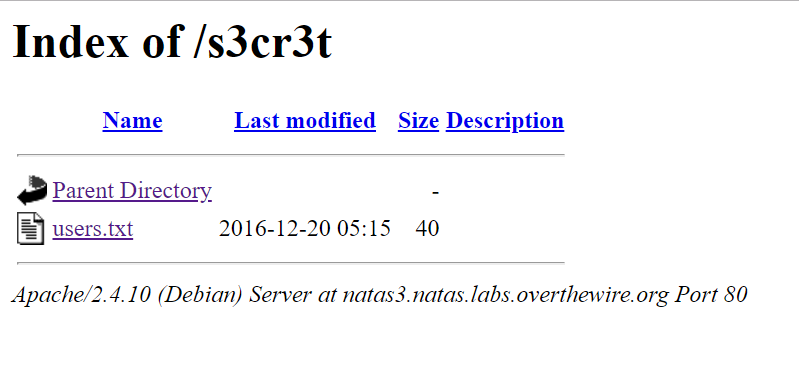 Index of /s3cr3t
Name Last modified Size Description
Parent Directory -
users.txt 2016-12-20 05:15 40
Apache/2.4.10 (Debian) Server at natas3.natas.labs.overthewire.org Port 80